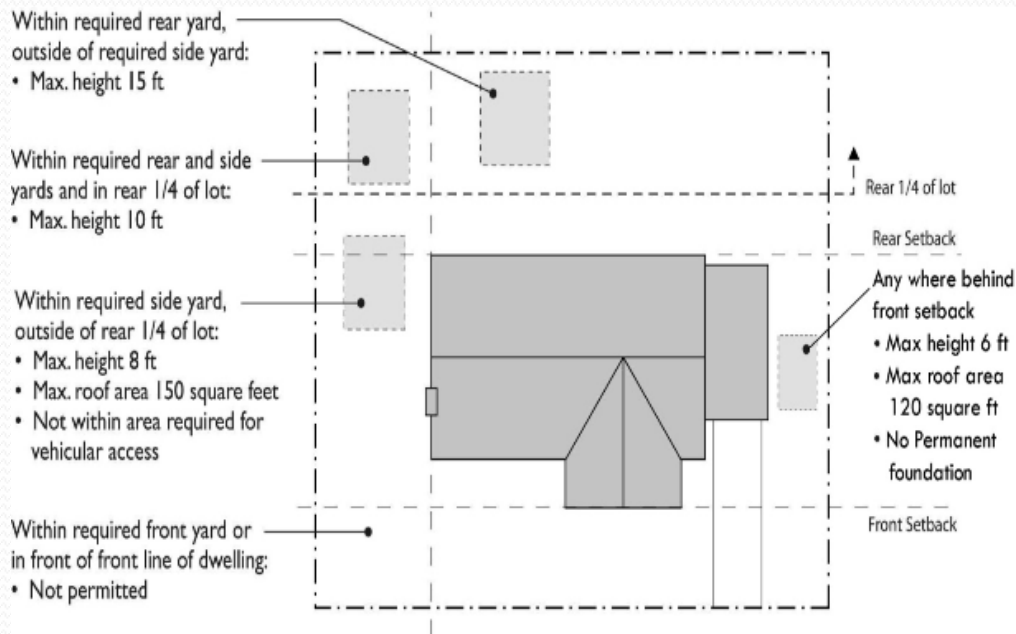 Within required rear yard,
outside of required side yard:
• Max. height 15 ft
Within required rear and side
yards and in rear 1/4 of lot:
• Max. height 10 ft
Within required side yard,
outside of rear 1/4 of lot:
• Max. height 8 ft
• Max. roof area 150 square feet
• Not within area required for
vehicular access
Within required front yard or
in front of front line of dwelling:
• Not permitted
Rear 1/4 of lot
Rear Setback
Any where behind
front setback
• Max height 6 ft
• Max roof area
120 square ft
• No Permanent
foundation
Front Setback